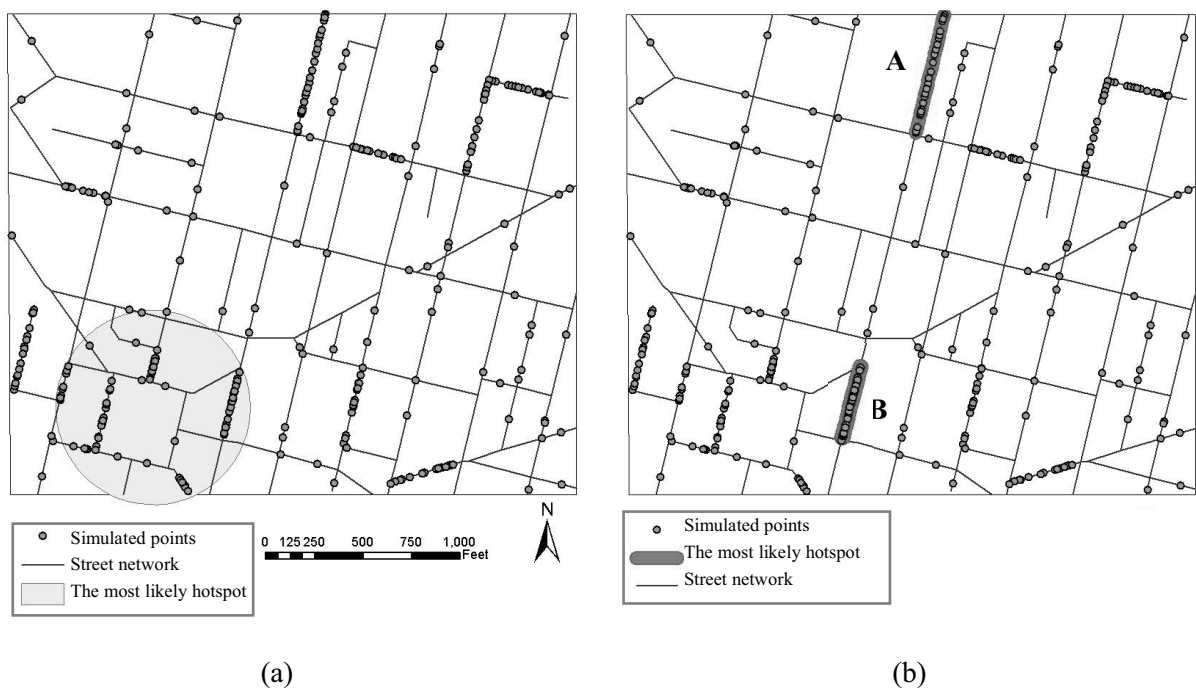 A
B
N
Simulated points
Street network
The most likely hotspot
0 125 250 500 750 1,000
Feet
Simulated points
The most likely hotspot
Street network
(a)
(b)